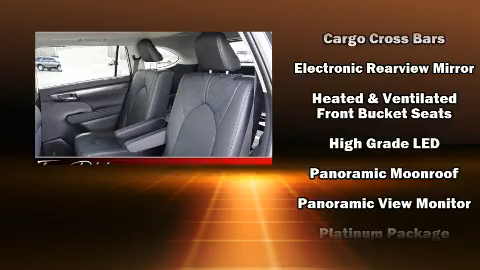 Cargo Cross Bars
Electronic Rearview Mirror
Heated & Ventilated
Front Bucket Seats
High Grade LED
Panoramic Moonroof
Panoramic View Monitor
Platinum Package